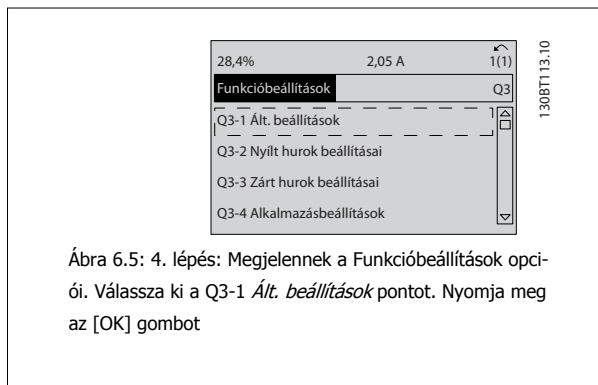 28,4% 2,05 A 1(1)
Funkcióbeállítások Q3
Q3-1 Ált. beállítások
Q3-2 Nyílt hurok beállításai
Q3-3 Zárt hurok beállításai
Q3-4 Alkalmazásbeállítások
130BT113.10
Ábra 6.5: 4. lépés: Megjelennek a Funkcióbeállítások opci-
ói. Válassza ki a Q3-1 Ált. beállítások pontot. Nyomja meg
az [OK] gombot